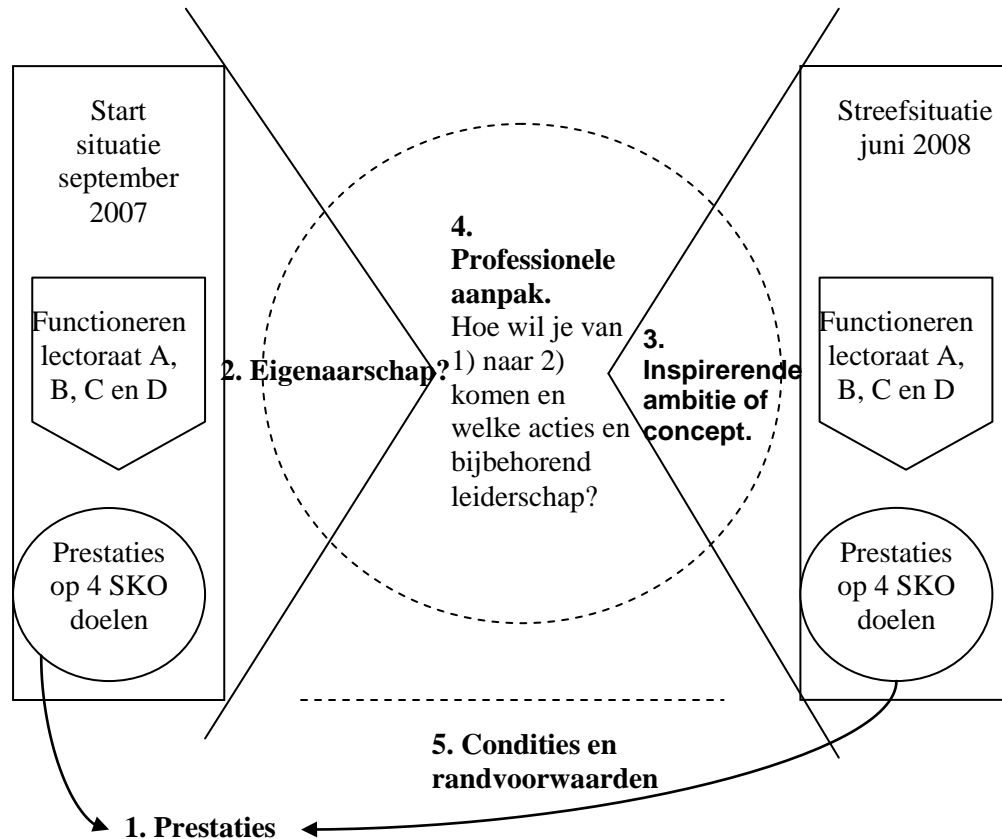 Start
situatie
september
2007
Functioneren
lectoraat A,
B, C en D
Prestaties
op 4 SKO
doelen
2. Eigenaarschap?
4.
Professionele
aanpak.
Hoe wil je van
1) naar 2)
komen en
welke acties en
bijbehorend
leiderschap?
3.
Inspirerende
ambitie of
concept.
Streefsituatie
juni 2008
Functioneren
lectoraat A,
B, C en D
Prestaties
op 4 SKO
doelen
5. Condities en
randvoorwaarden
1. Prestaties